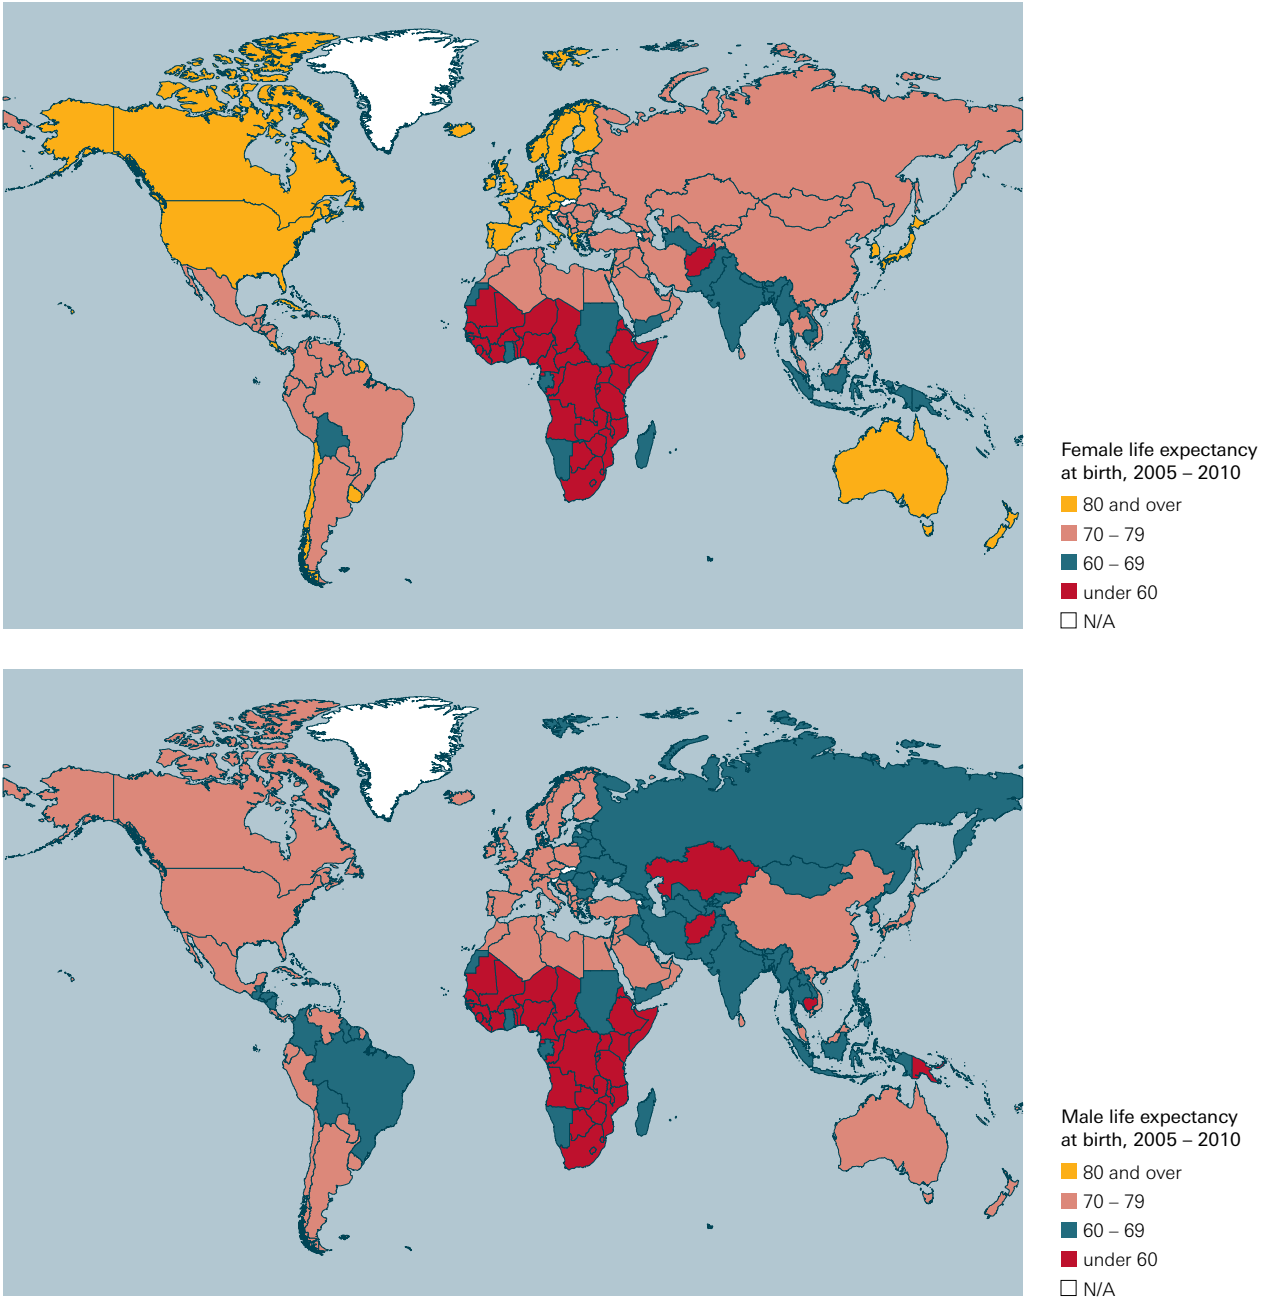 Female life expectancy
at birth, 2005 – 2010
80 and over
70 – 79
60 – 69
under 60
N/A
Male life expectancy
at birth, 2005 – 2010
80 and over
70 – 79
60 – 69
under 60
N/A